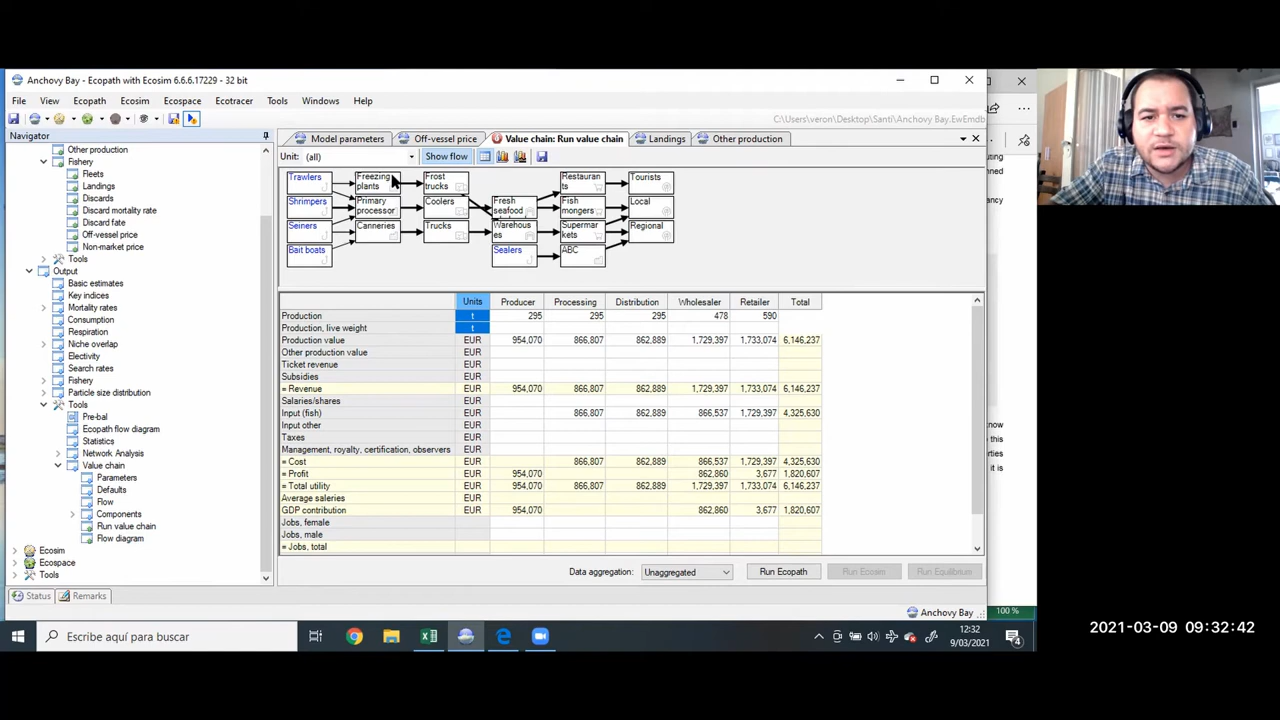 Anchovy Bay - Ecopath with Ecosim 6.6.6.17229 - 32 bit
File View Ecopath Ecosim Ecospace Ecotracer Tools Windows Help
C:\Users\veron\Desktop\Santi\Anchovy Bay.EwEmdb
Navigator
Other production
Fishery
Fleets
Landings
Discards
Discard mortality rate
Discard fate
Off-vessel price
Non-market price
Tools
Output
Basic estimates
Key indices
Mortality rates
Consumption
Respiration
Niche overlap
Electivity
Search rates
Fishery
Particle size distribution
Tools
Pre-bal
Ecopath flow diagram
Statistics
Network Analysis
Value chain
Parameters
Defaults
Flow
Components
Run value chain
Flow diagram
Ecosim
Ecospace
Tools
Status Remarks
Model parameters Off-vessel price Value chain: Run value chain Landings Other production
Unit: (all) Show flow
Trawlers Freezing plants Frost trucks Restauran ts Tourists
Shrimpers Primary processor Coolers Fresh seafood Fish mongers Local
Seiners Canneries Trucks Warehous es Supermar kets Regional
Bait boats Sealers ABC
Units Producer Processing Distribution Wholesaler Retailer Total
Production t 295 295 295 478 590
Production, live weight t
Production value EUR 954,070 866,807 862,889 1,729,397 1,733,074 6,146,237
Other production value EUR
Ticket revenue EUR
Subsidies EUR
= Revenue EUR 954,070 866,807 862,889 1,729,397 1,733,074 6,146,237
Salaries/shares EUR
Input (fish) EUR 866,807 862,889 866,537 1,729,397 4,325,630
Input other EUR
Taxes EUR
Management, royalty, certification, observers EUR
= Cost EUR 866,807 862,889 866,537 1,729,397 4,325,630
= Profit EUR 954,070 862,860 3,677 1,820,607
= Total utility EUR 954,070 866,807 862,889 1,729,397 1,733,074 6,146,237
Average saleries EUR
GDP contribution EUR 954,070 862,860 3,677 1,820,607
Jobs, female
Jobs, male
= Jobs, total
Data aggregation: Unaggregated Run Ecopath Run Ecosim Run Equilibrium
Anchovy Bay
100 %
Escribe aquí para buscar
12:32
9/03/2021
4
2021-03-09 09:32:42